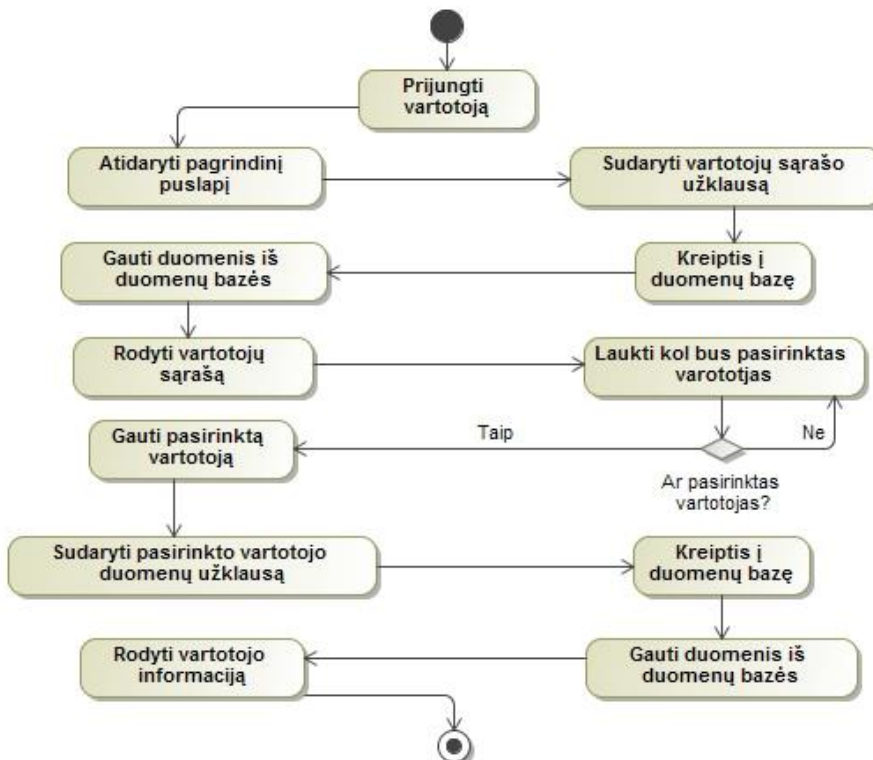 Prijungti
vartotoją
Atidaryti pagrindinį
puslapį
Sudaryti vartotojų sąrašo
užklausą
Kreiptis į
duomenų bazę
Gauti duomenis iš
duomenų bazės
Rodyti vartotojų
sąrašą
Laukti kol bus pasirinktas
varototjas
Taip
Ne
Ar pasirinktas
vartotojas?
Gauti pasirinktą
vartotoją
Sudaryti pasirinkto vartotojo
duomenų užklausą
Kreiptis į
duomenų bazę
Gauti duomenis iš
duomenų bazės
Rodyti vartotojo
informaciją